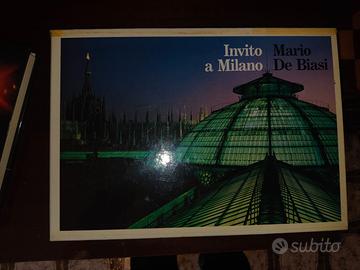 Invito
a Milano
Mario
De Biasi
subito